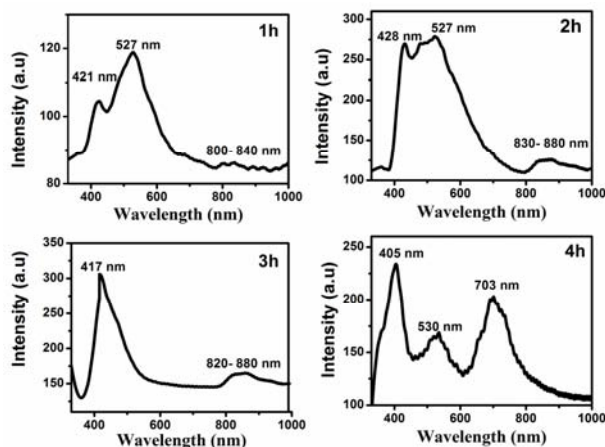 1h
527 nm
421 nm
800- 840 nm
120
100
80
400 600 800 1000
Intensity (a.u)
Wavelength (nm)
2h
428 nm
527 nm
830- 880 nm
300
250
200
150
100
400 600 800 1000
Intensity (a.u)
Wavelength (nm)
3h
417 nm
820- 880 nm
350
300
250
200
150
400 600 800 1000
Intensity (a.u)
Wavelength (nm)
4h
405 nm
703 nm
530 nm
250
200
150
100
400 600 800 1000
Intensity (a.u)
Wavelength (nm)